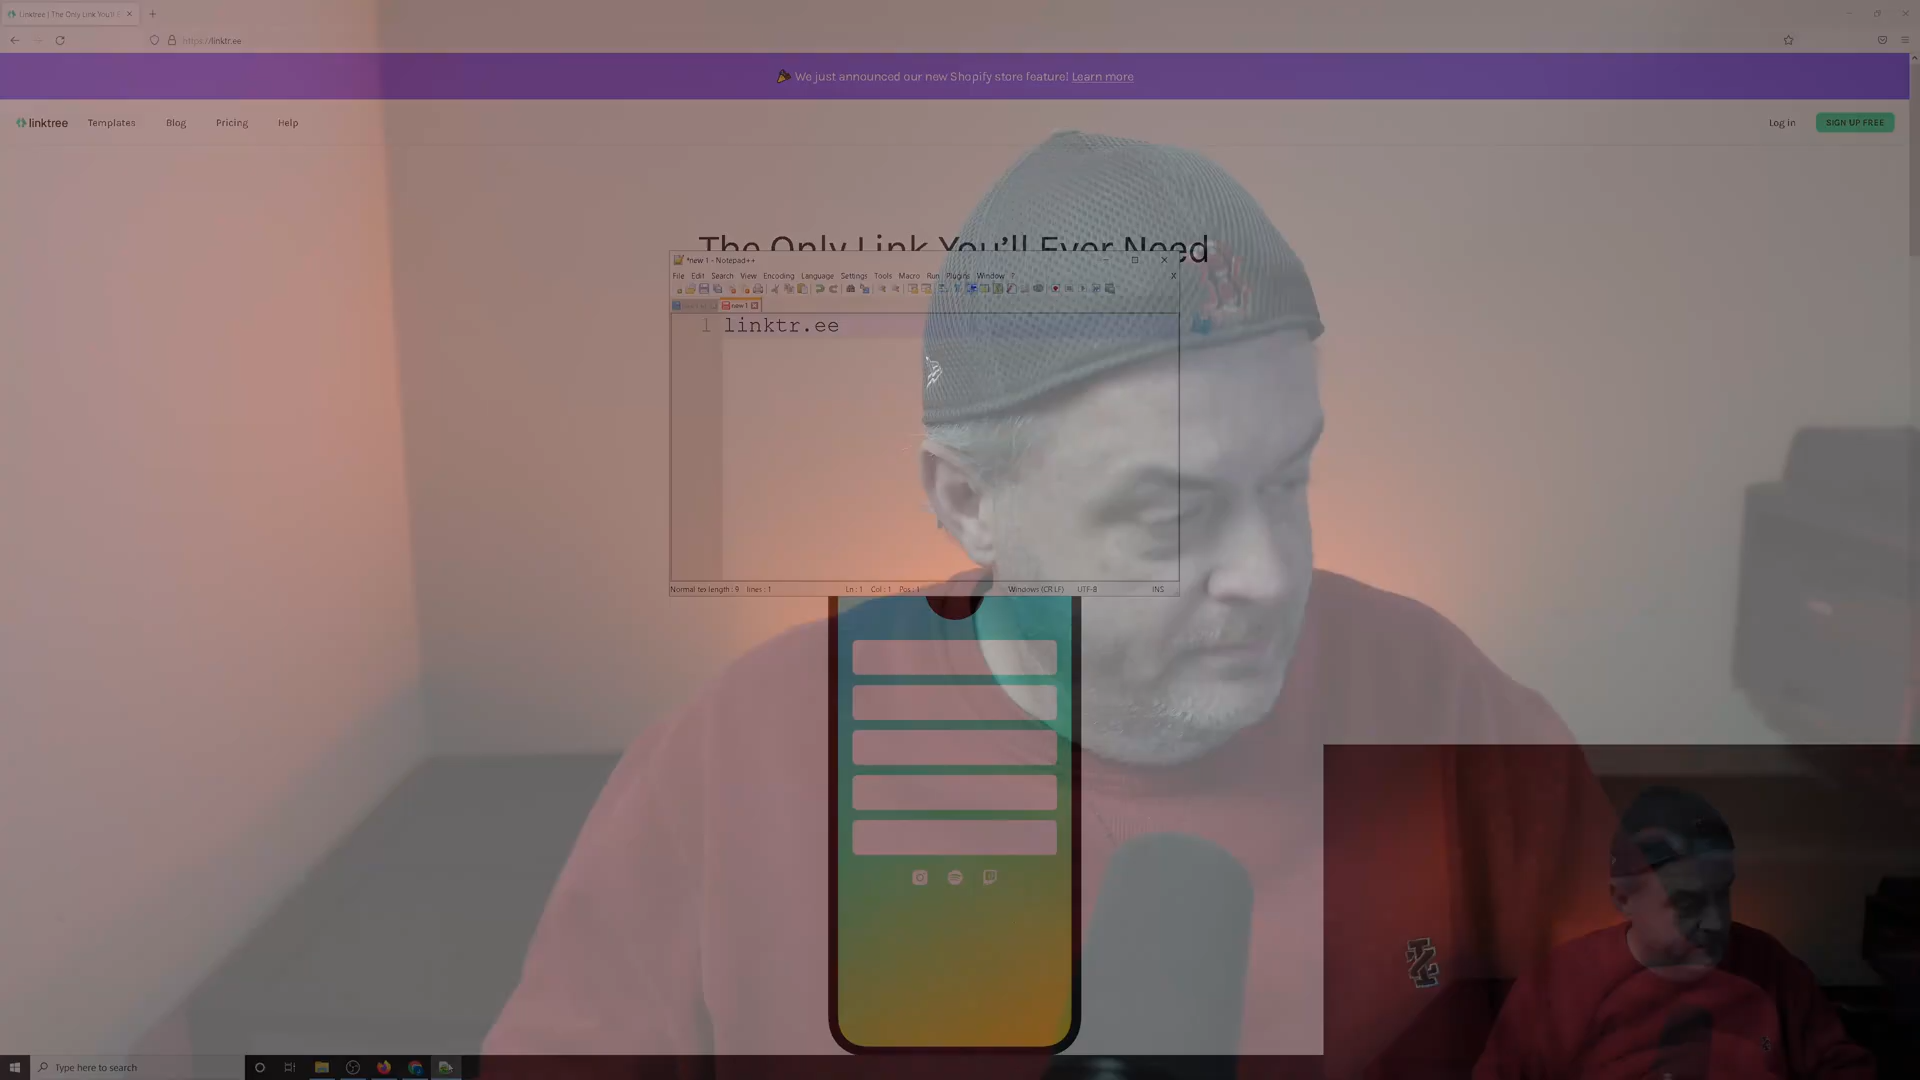 Linktree | The Only Link You'll
https://linktr.ee
We just announced our new Shopify store feature! Learn more
linktree Templates Blog Pricing Help Log in SIGN UP FREE
The Only Link You'll Ever Need
*new 1 - Notepad++
File Edit Search View Encoding Language Settings Tools Macro Run Plugins Window ?
new 1
1 linktr.ee
Normal tex length : 9 lines : 1 Ln : 1 Col : 1 Pos : 1 Windows (CR LF) UTF-8 INS
Type here to search